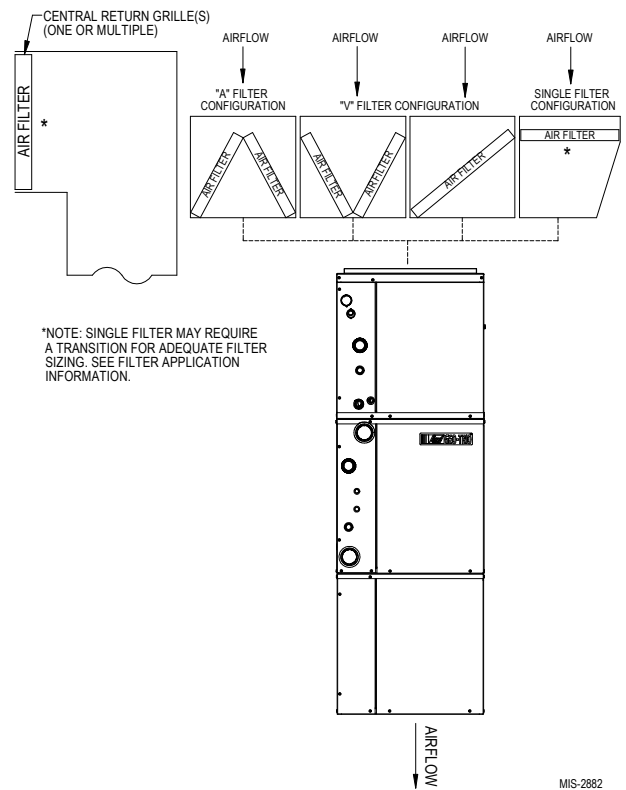 CENTRAL RETURN GRILLE(S)
(ONE OR MULTIPLE)
AIR FILTER
*
AIRFLOW
AIRFLOW
AIRFLOW
AIRFLOW
"A" FILTER
CONFIGURATION
"V" FILTER CONFIGURATION
SINGLE FILTER
CONFIGURATION
AIR FILTER
AIR FILTER
AIR FILTER
AIR FILTER
AIR FILTER
AIR FILTER
*
*NOTE: SINGLE FILTER MAY REQUIRE
A TRANSITION FOR ADEQUATE FILTER
SIZING. SEE FILTER APPLICATION
INFORMATION.
AIRFLOW
MIS-2882